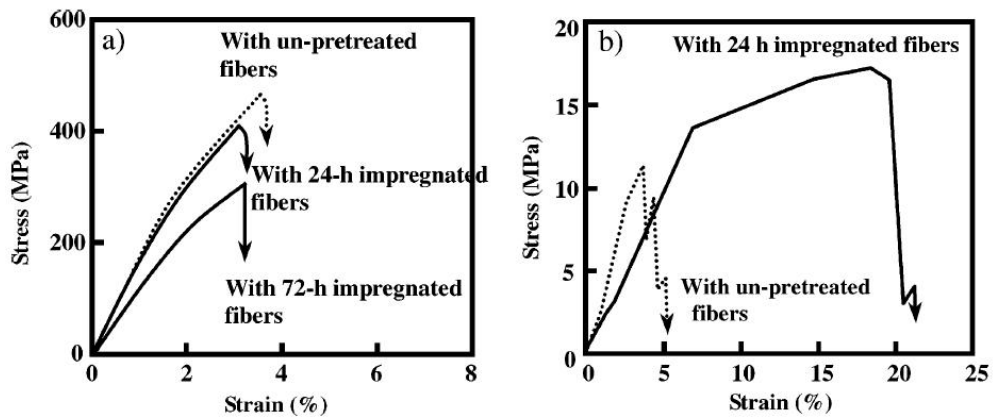 a)
600
400
200
0
0 2 4 6 8
Stress (MPa)
Strain (%)
With un-pretreated
fibers
With 24-h impregnated
fibers
With 72-h impregnated
fibers
b)
20
15
10
5
0
0 5 10 15 20 25
Stress (MPa)
Strain (%)
With 24 h impregnated fibers
With un-pretreated
fibers